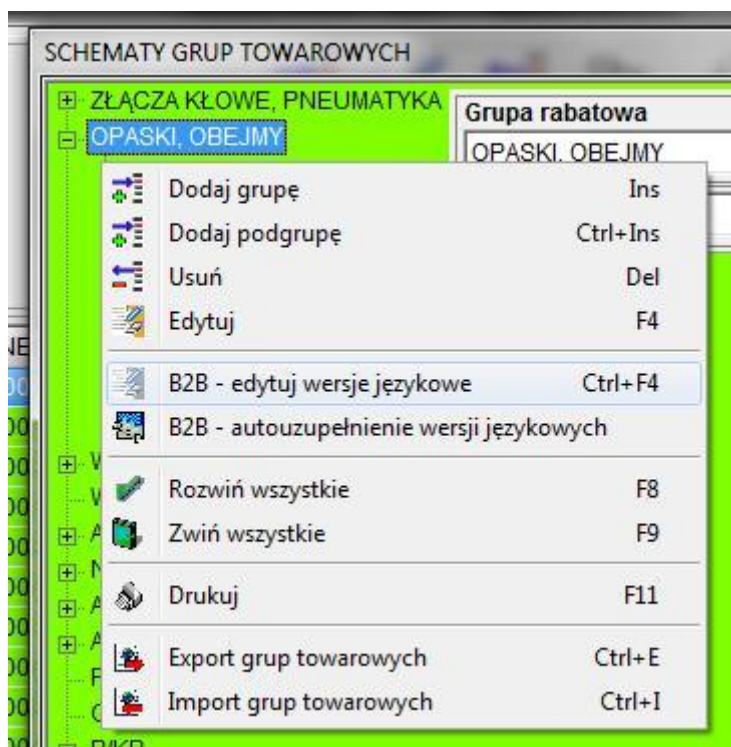 SCHEMATY GRUP TOWAROWYCH
ZŁĄCZA KŁOWE, PNEUMATYKA
Grupa rabatowa
OPASKI, OBEJMY
OPASKI, OBEJMY
Dodaj grupę Ins
Dodaj podgrupę Ctrl+Ins
Usuń Del
Edytuj F4
B2B - edytuj wersje językowe Ctrl+F4
B2B - autouzupełnienie wersji językowych
Rozwiń wszystkie F8
Zwiń wszystkie F9
Drukuj F11
Export grup towarowych Ctrl+E
Import grup towarowych Ctrl+I